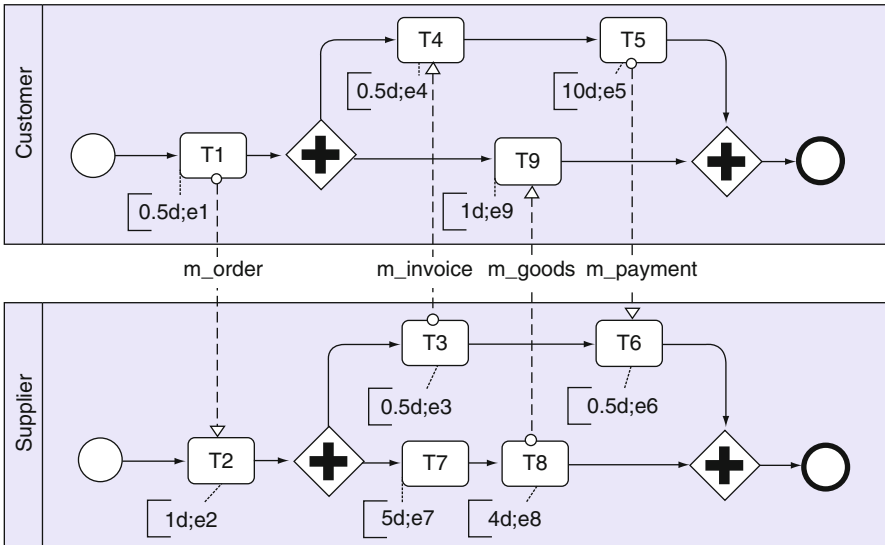 Customer
T4
T5
0.5d;e4
10d;e5
T1
T9
0.5d;e1
1d;e9
m_order
m_invoice
m_goods
m_payment
Supplier
T3
T6
0.5d;e3
0.5d;e6
T2
T7
T8
1d;e2
5d;e7
4d;e8